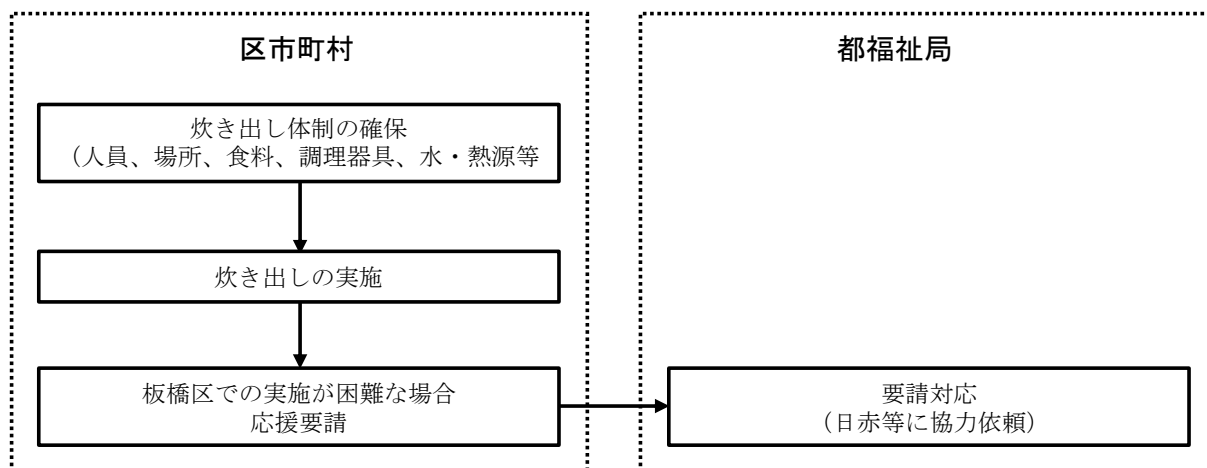 区市町村
炊き出し体制の確保
（人員、場所、食料、調理器具、水・熱源等
炊き出しの実施
板橋区での実施が困難な場合
応援要請
都福祉局
要請対応
（日赤等に協力依頼）